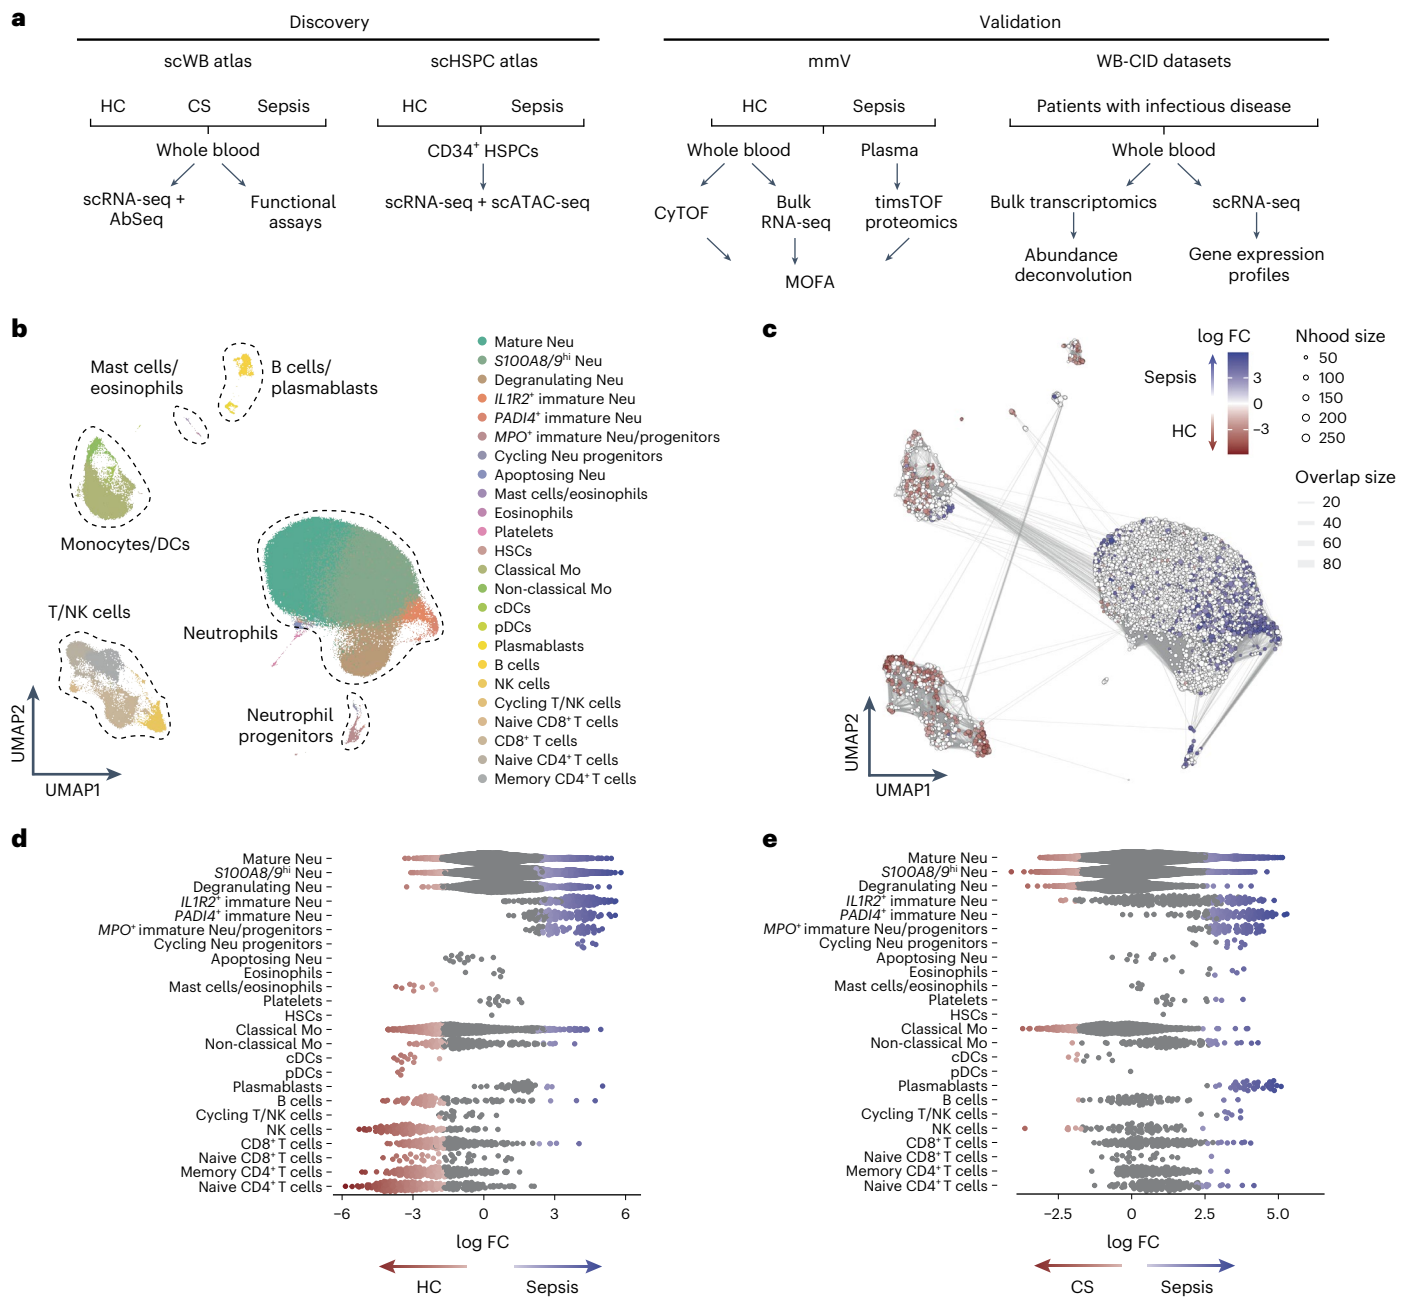 a
Discovery
Validation
scWB atlas
scHSPC atlas
mmV
WB-CID datasets
HC CS Sepsis
HC Sepsis
HC Sepsis
Patients with infectious disease
Whole blood
CD34⁺ HSPCs
Whole blood
Plasma
Whole blood
scRNA-seq +
AbSeq
Functional
assays
scRNA-seq + scATAC-seq
CyTOF
Bulk
RNA-seq
timsTOF
proteomics
Bulk transcriptomics
scRNA-seq
MOFA
Abundance
deconvolution
Gene expression
profiles
b
Mast cells/
eosinophils
B cells/
plasmablasts
Monocytes/DCs
T/NK cells
Neutrophils
Neutrophil
progenitors
UMAP2
UMAP1
Mature Neu
S100A8/9ʰⁱ Neu
Degranulating Neu
IL1R2⁺ immature Neu
PADI4⁺ immature Neu
MPO⁺ immature Neu/progenitors
Cycling Neu progenitors
Apoptosing Neu
Mast cells/eosinophils
Eosinophils
Platelets
HSCs
Classical Mo
Non-classical Mo
cDCs
pDCs
Plasmablasts
B cells
NK cells
Cycling T/NK cells
Naive CD8⁺ T cells
CD8⁺ T cells
Naive CD4⁺ T cells
Memory CD4⁺ T cells
c
log FC
Sepsis
HC
3
0
−3
Nhood size
50
100
150
200
250
Overlap size
20
40
60
80
UMAP2
UMAP1
d
Mature Neu
S100A8/9ʰⁱ Neu
Degranulating Neu
IL1R2⁺ immature Neu
PADI4⁺ immature Neu
MPO⁺ immature Neu/progenitors
Cycling Neu progenitors
Apoptosing Neu
Eosinophils
Mast cells/eosinophils
Platelets
HSCs
Classical Mo
Non-classical Mo
cDCs
pDCs
Plasmablasts
B cells
Cycling T/NK cells
NK cells
CD8⁺ T cells
Naive CD8⁺ T cells
Memory CD4⁺ T cells
Naive CD4⁺ T cells
−6 −3 0 3 6
log FC
HC Sepsis
e
Mature Neu
S100A8/9ʰⁱ Neu
Degranulating Neu
IL1R2⁺ immature Neu
PADI4⁺ immature Neu
MPO⁺ immature Neu/progenitors
Cycling Neu progenitors
Apoptosing Neu
Eosinophils
Mast cells/eosinophils
Platelets
HSCs
Classical Mo
Non-classical Mo
cDCs
pDCs
Plasmablasts
B cells
Cycling T/NK cells
NK cells
CD8⁺ T cells
Naive CD8⁺ T cells
Memory CD4⁺ T cells
Naive CD4⁺ T cells
−2.5 0 2.5 5.0
log FC
CS Sepsis